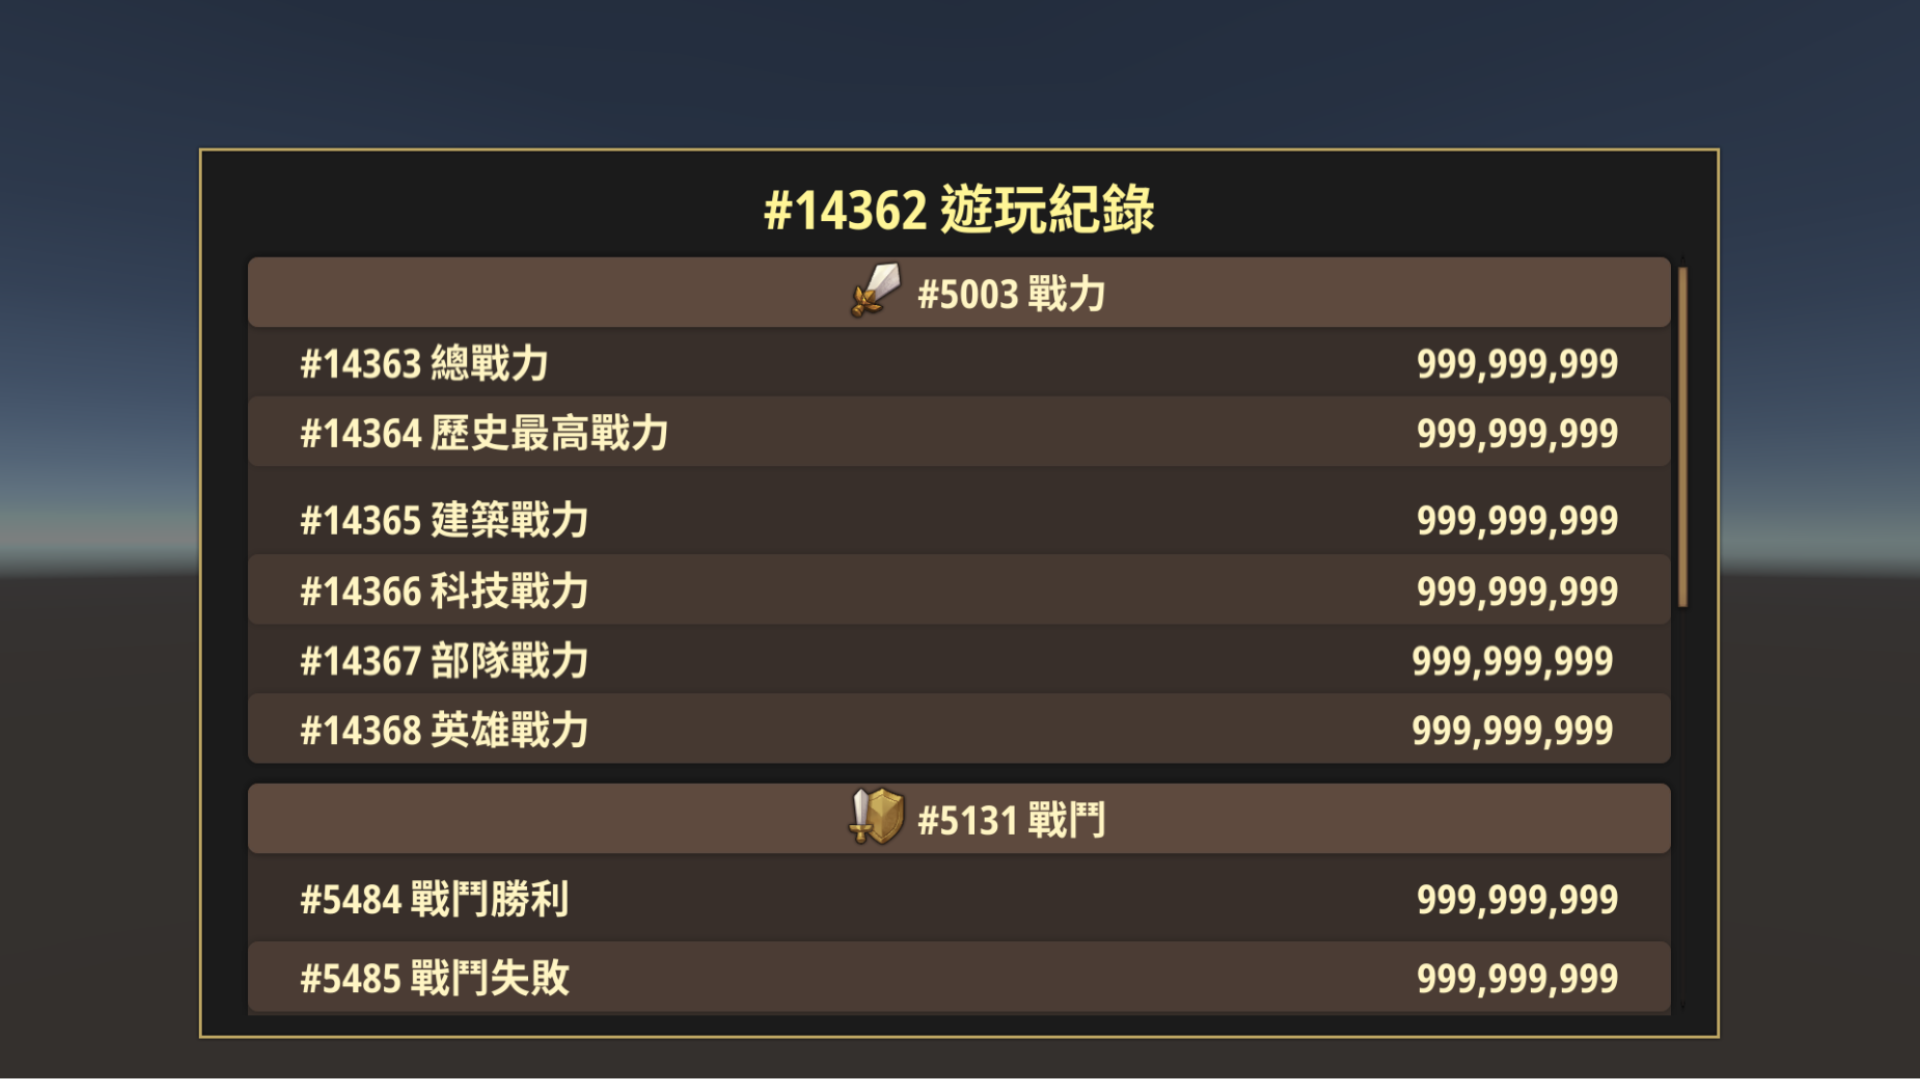 #14362 遊玩紀錄
#5003 戰力
#14363 總戰力 999,999,999
#14364 歷史最高戰力 999,999,999
#14365 建築戰力 999,999,999
#14366 科技戰力 999,999,999
#14367 部隊戰力 999,999,999
#14368 英雄戰力 999,999,999
#5131 戰鬥
#5484 戰鬥勝利 999,999,999
#5485 戰鬥失敗 999,999,999